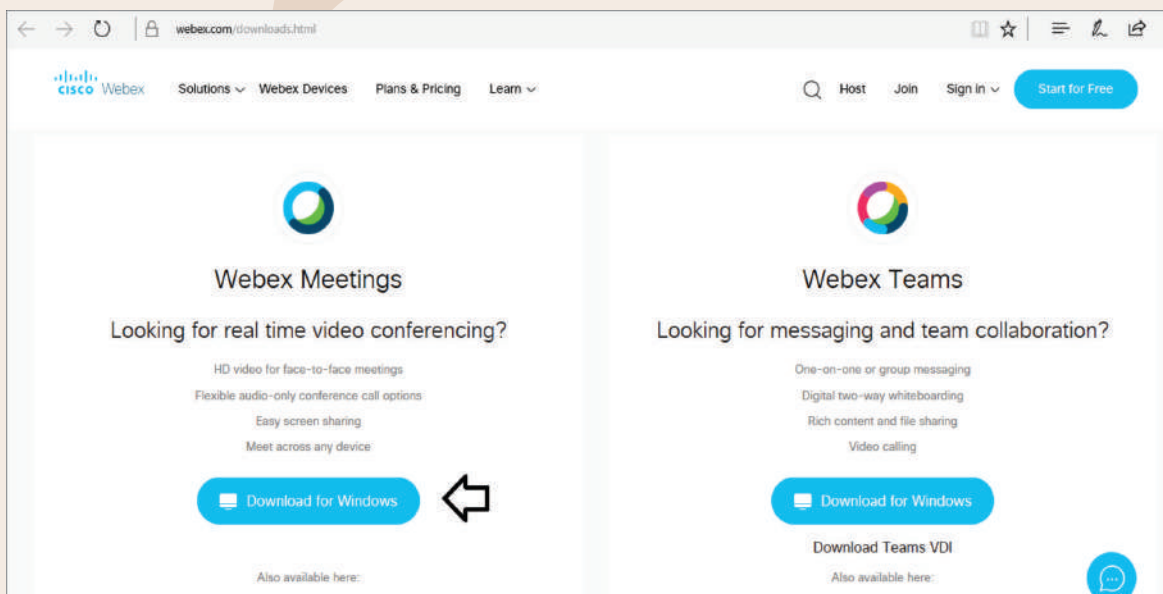 webex.com/downloads.html
CISCO Webex
Solutions
Webex Devices
Plans & Pricing
Learn
Host
Join
Sign in
Start for Free
Webex Meetings
Looking for real time video conferencing?
HD video for face-to-face meetings
Flexible audio-only conference call options
Easy screen sharing
Meet across any device
Download for Windows
Also available here:
Webex Teams
Looking for messaging and team collaboration?
One-on-one or group messaging
Digital two-way whiteboarding
Rich content and file sharing
Video calling
Download for Windows
Download Teams VDI
Also available here: